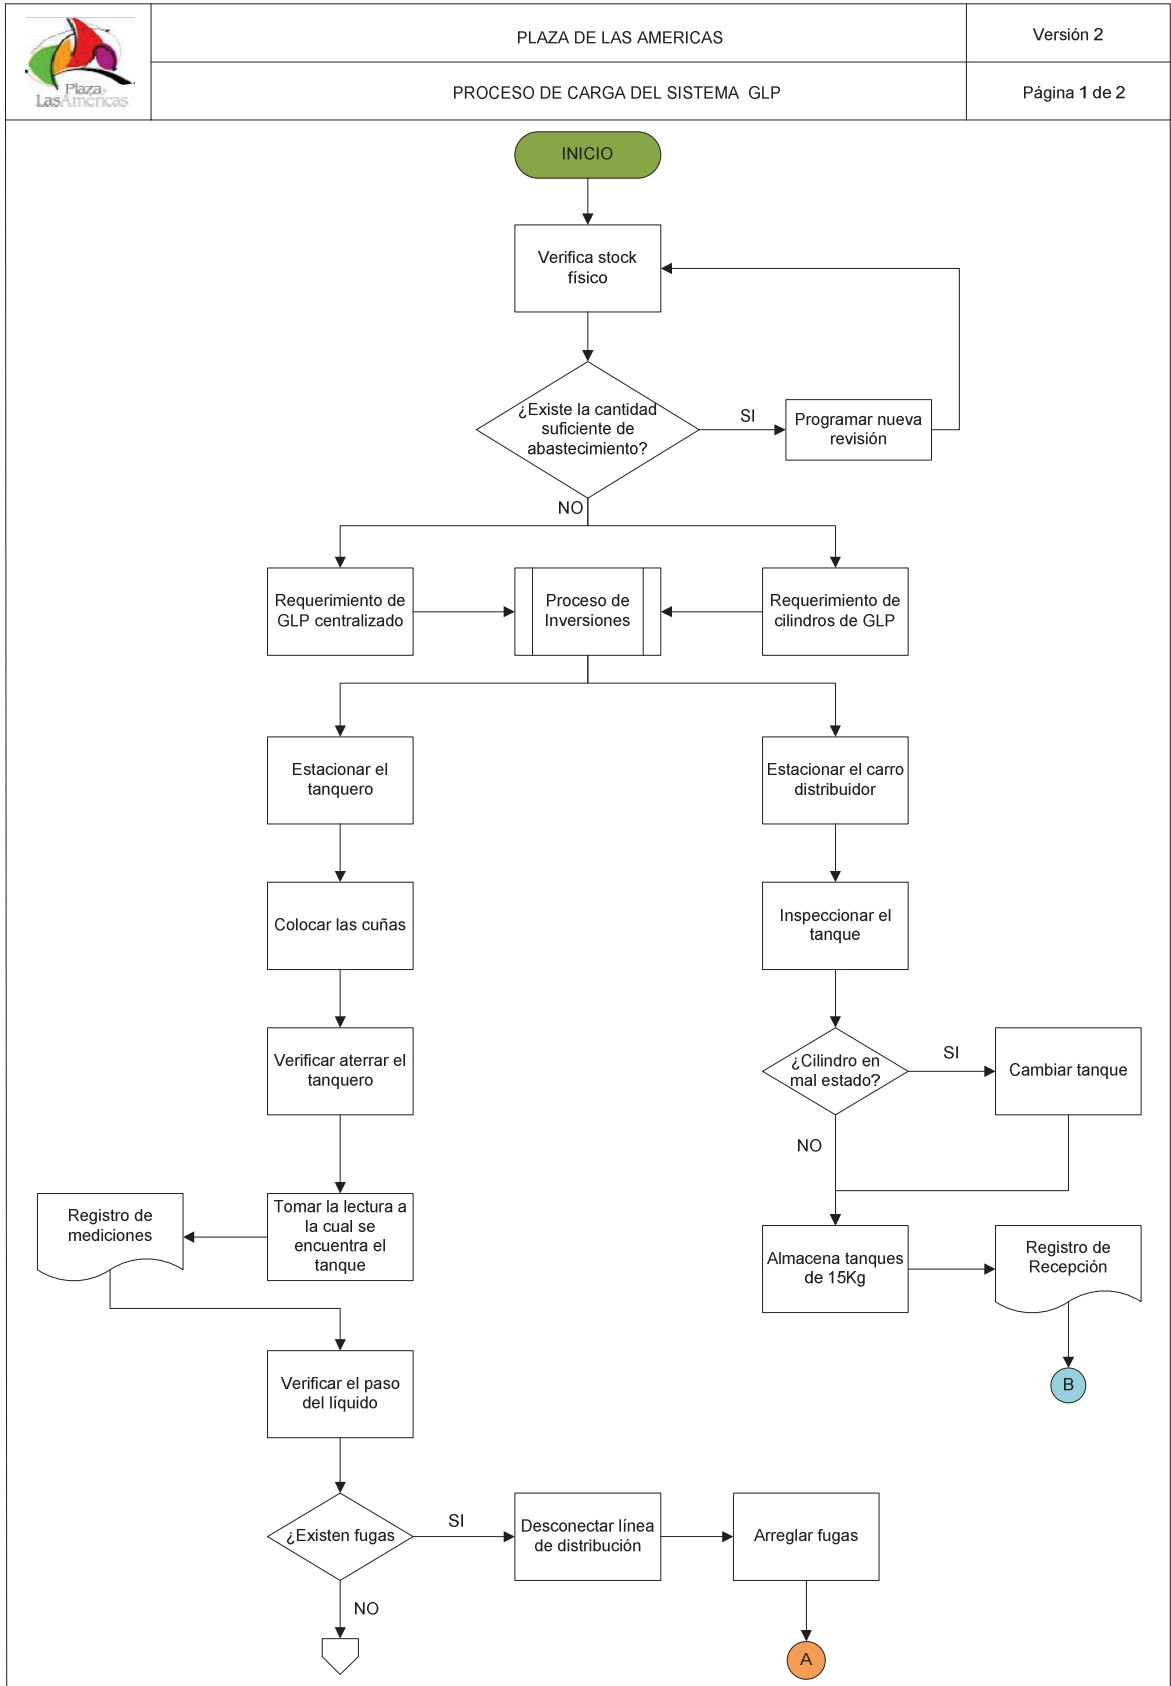 Plaza
LasAméricas
PLAZA DE LAS AMERICAS
Versión 2
PROCESO DE CARGA DEL SISTEMA GLP
Página 1 de 2
INICIO
Verifica stock
físico
¿Existe la cantidad
suficiente de
abastecimiento?
SI
Programar nueva
revisión
NO
Requerimiento de
GLP centralizado
Proceso de
Inversiones
Requerimiento de
cilindros de GLP
Estacionar el
tanquero
Estacionar el carro
distribuidor
Colocar las cuñas
Inspeccionar el
tanque
Verificar aterrar el
tanquero
¿Cilindro en
mal estado?
SI
Cambiar tanque
NO
Registro de
mediciones
Tomar la lectura a
la cual se
encuentra el
tanque
Almacena tanques
de 15Kg
Registro de
Recepción
Verificar el paso
del líquido
B
¿Existen fugas
SI
Desconectar línea
de distribución
Arreglar fugas
NO
A